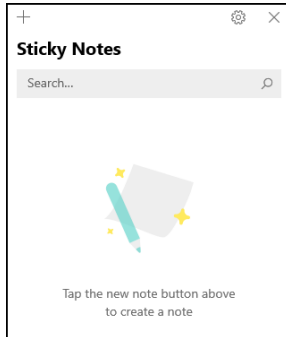 Sticky Notes
Search...
Tap the new note button above
to create a note